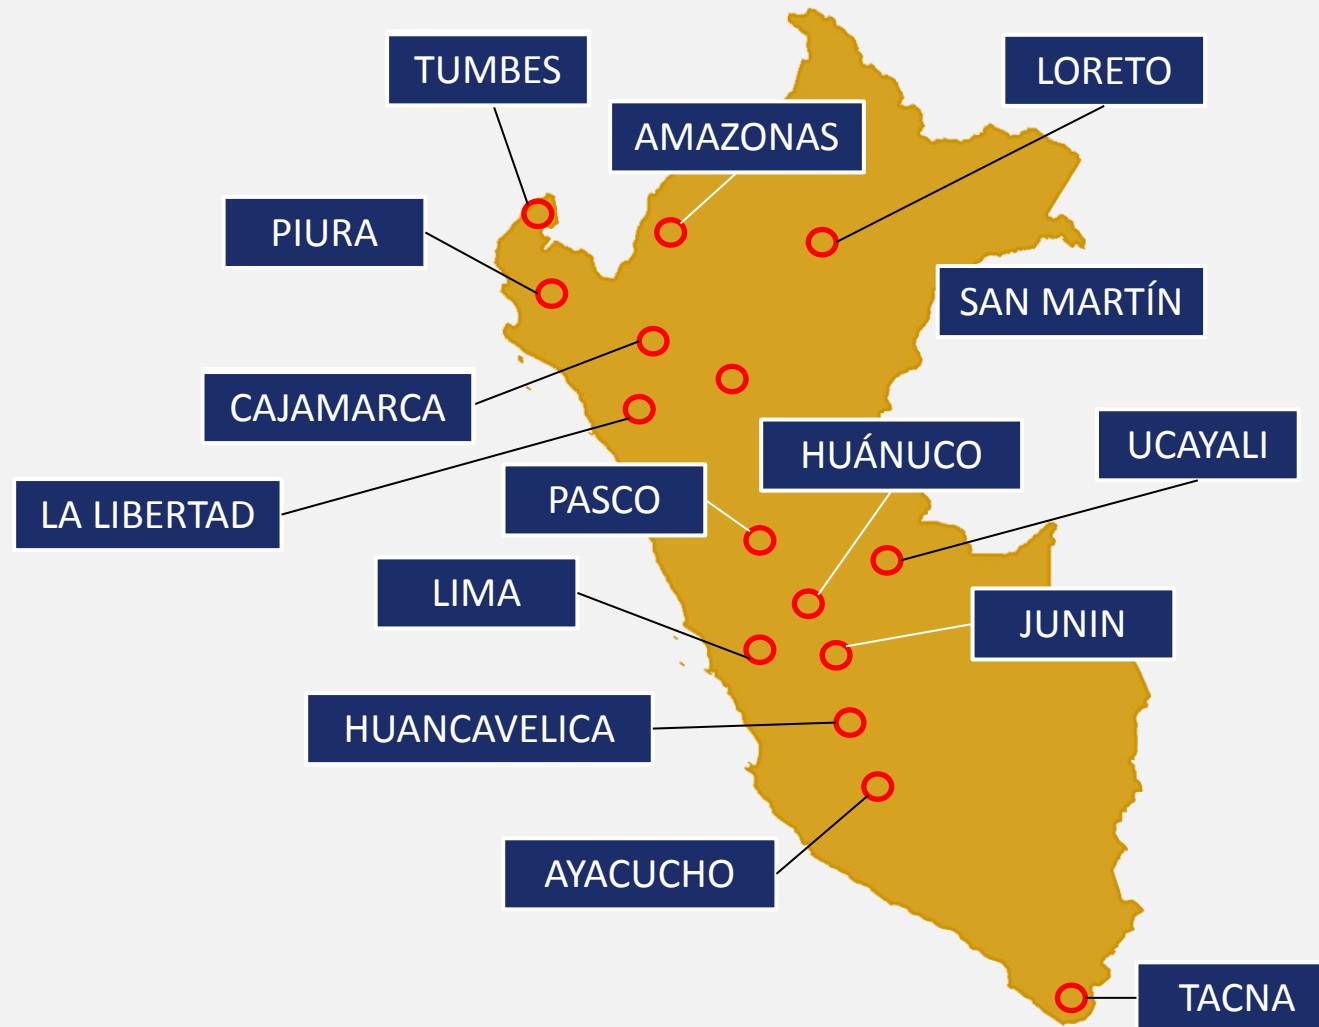 TUMBES
LORETO
AMAZONAS
PIURA
SAN MARTÍN
CAJAMARCA
HUÁNUCO
UCAYALI
PASCO
LA LIBERTAD
LIMA
JUNIN
HUANCAVELICA
AYACUCHO
TACNA